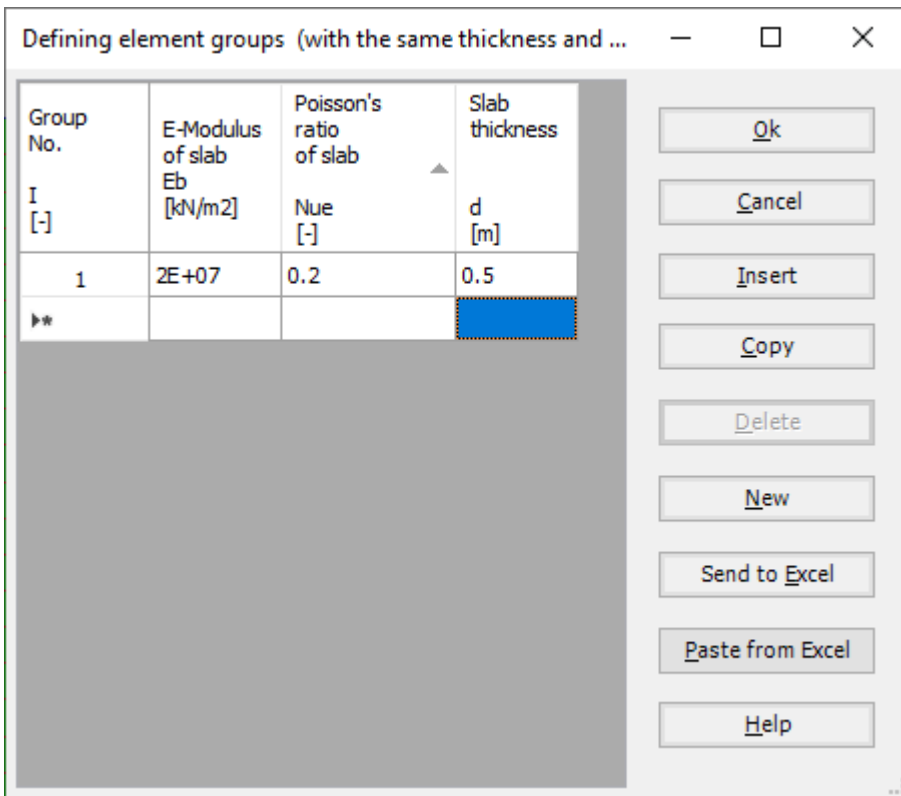 Defining element groups (with the same thickness and ...
Group
No.
I
[-]
E-Modulus
of slab
Eb
[kN/m2]
Poisson's
ratio
of slab
Nue
[-]
Slab
thickness
d
[m]
1 2E+07 0.2 0.5
*
Ok
Cancel
Insert
Copy
Delete
New
Send to Excel
Paste from Excel
Help